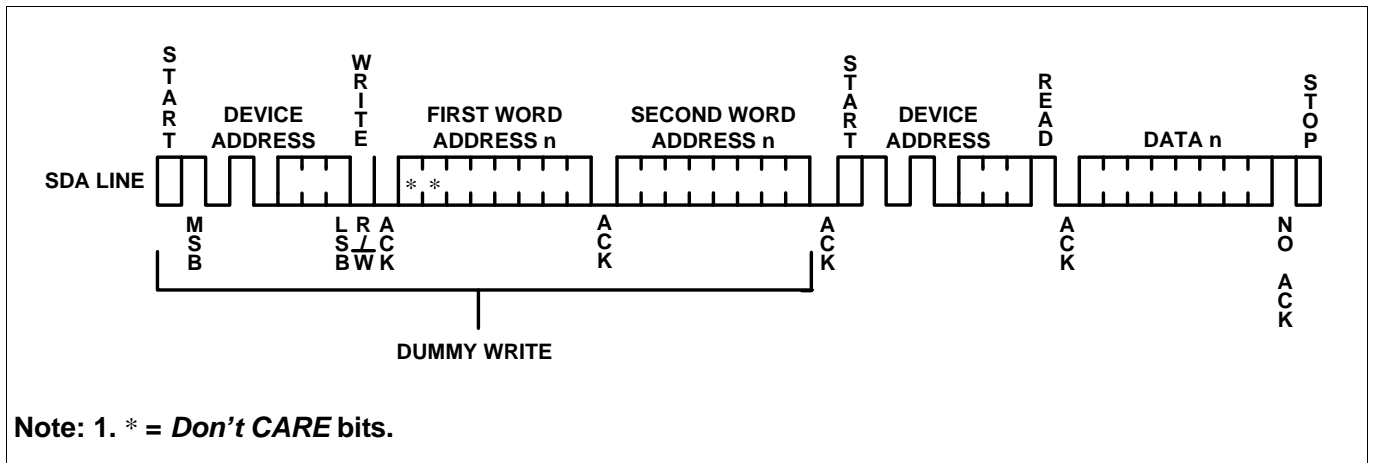 START
DEVICE
ADDRESS
WRITE
FIRST WORD
ADDRESS n
SECOND WORD
ADDRESS n
START
DEVICE
ADDRESS
READ
DATA n
STOP
SDA LINE
* *
MSB
LSB
R/W
ACK
ACK
ACK
ACK
NO ACK
DUMMY WRITE
Note: 1. * = Don't CARE bits.